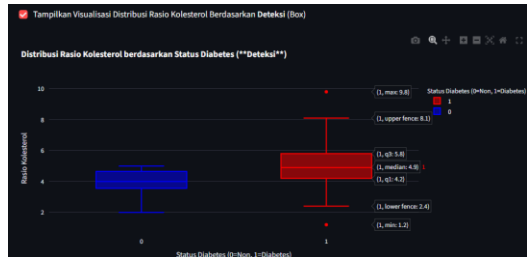 Tampilkan Visualisasi Distribusi Rasio Kolesterol Berdasarkan Deteksi (Box)
Distribusi Rasio Kolesterol berdasarkan Status Diabetes (**Deteksi**)
Status Diabetes (0=Non, 1=Diabetes)
1
0
Rasio Kolesterol
10
8
6
4
2
(1, max: 9.8)
(1, upper fence: 8.1)
(1, q3: 5.8)
(1, median: 4.9) 1
(1, q1: 4.2)
(1, lower fence: 2.4)
(1, min: 1.2)
0
1
Status Diabetes (0=Non, 1=Diabetes)